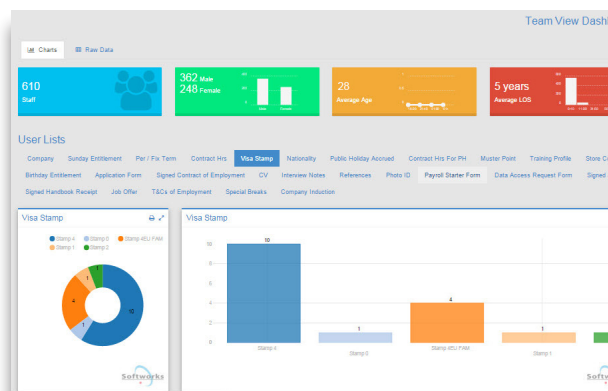 Team View Dash
Charts Raw Data
610
Staff
362 Male
248 Female
Male Female
28
Average Age
5 years
Average LOS
User Lists
Company Sunday Entitlement Per / Fix Term Contract Hrs Visa Stamp Nationality Public Holiday Accrued Contract Hrs For PH Muster Point Training Profile Store Co
Birthday Entitlement Application Form Signed Contract of Employment CV Interview Notes References Photo ID Payroll Starter Form Data Access Request Form Signed
Signed Handbook Receipt Job Offer T&Cs of Employment Special Breaks Company Induction
Visa Stamp Visa Stamp
Stamp 4 Stamp 0 Stamp 4EU FAM
Stamp 1 Stamp 2
1
1
4
1
10
10
8
6
4
2
0
10
1
4
1
Stamp 4 Stamp 0 Stamp 4EU FAM Stamp 1
Softworks
Softw